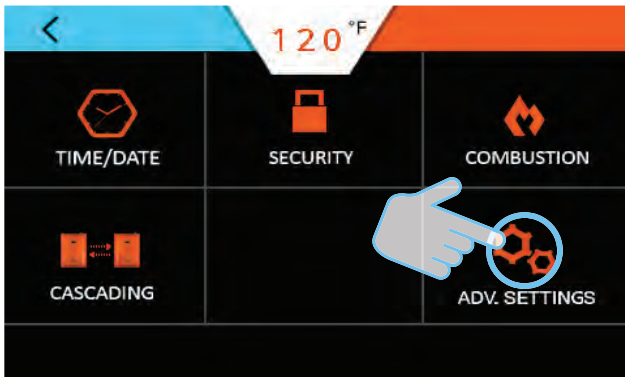 120 °F
TIME/DATE
SECURITY
COMBUSTION
CASCADING
ADV. SETTINGS